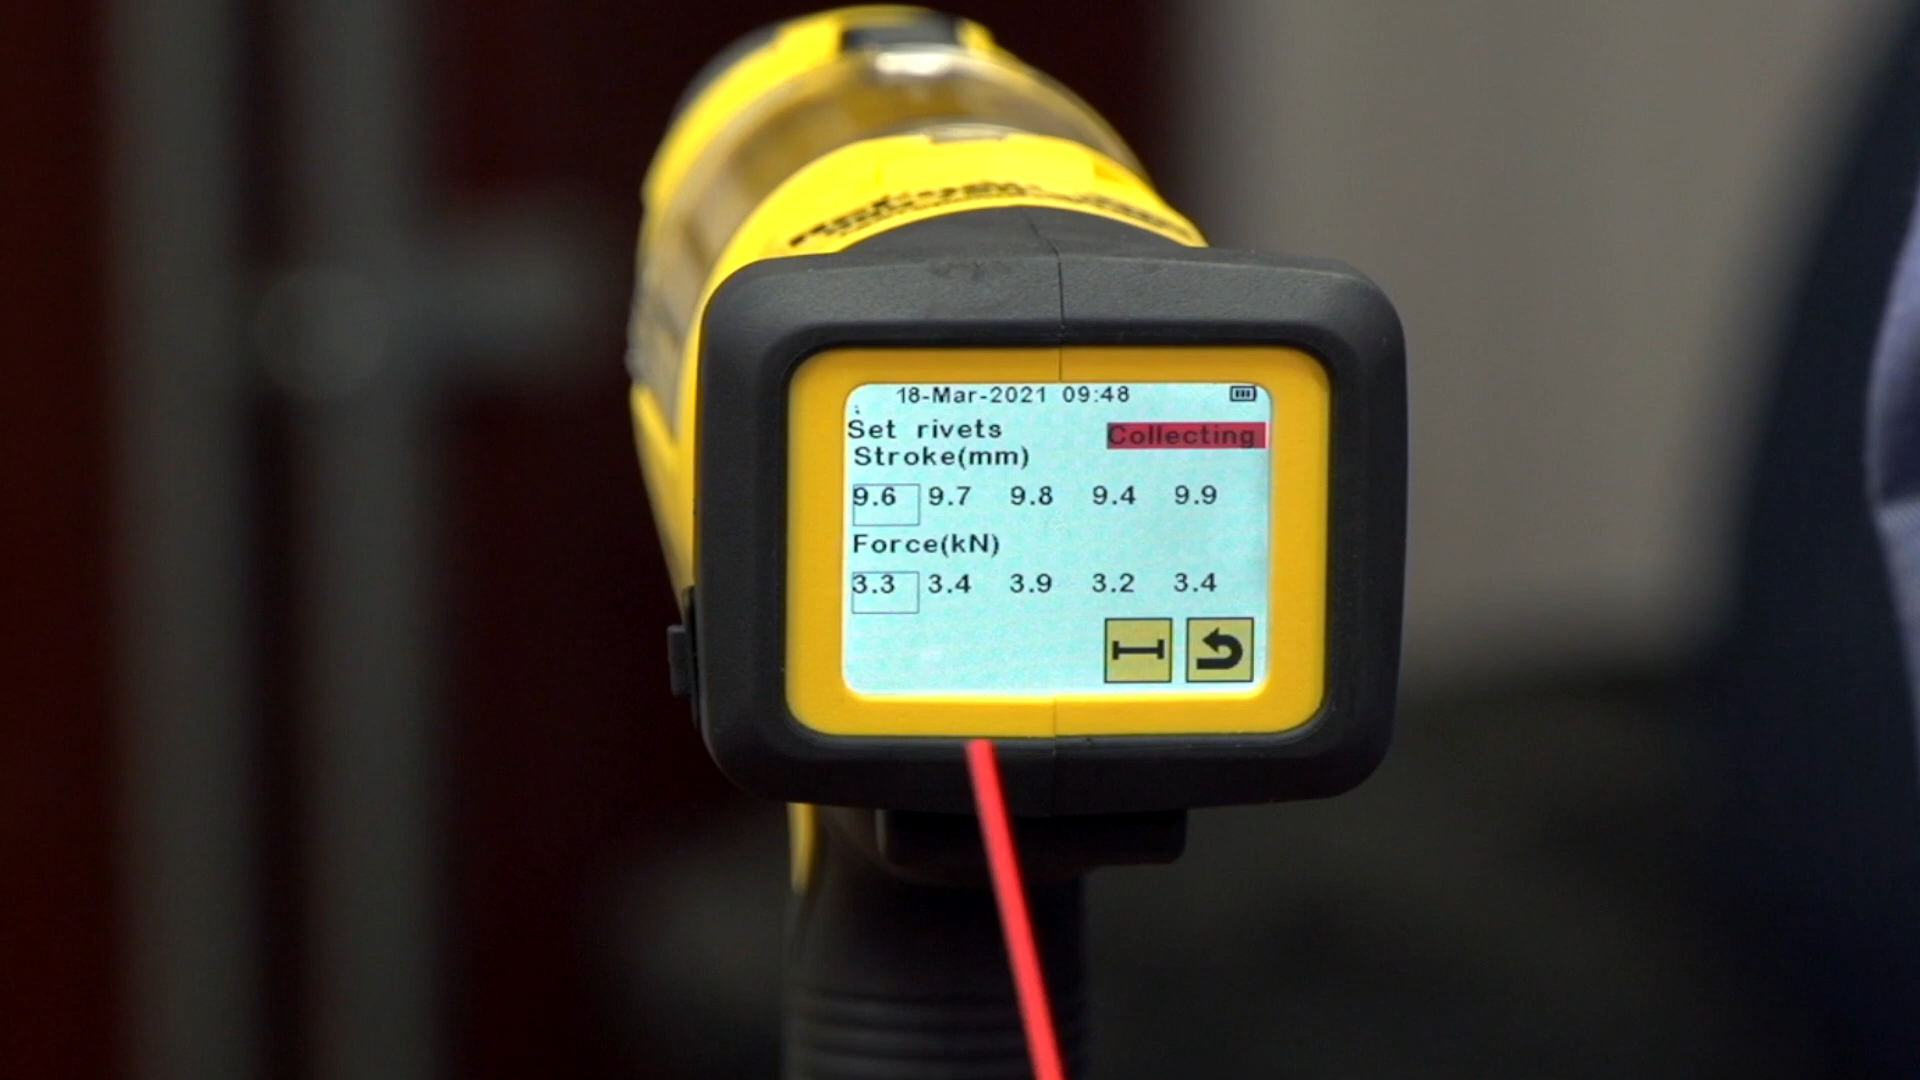 18-Mar-2021 09:48
Set rivets
Collecting
Stroke(mm)
9.6 9.7 9.8 9.4 9.9
Force(kN)
3.3 3.4 3.9 3.2 3.4